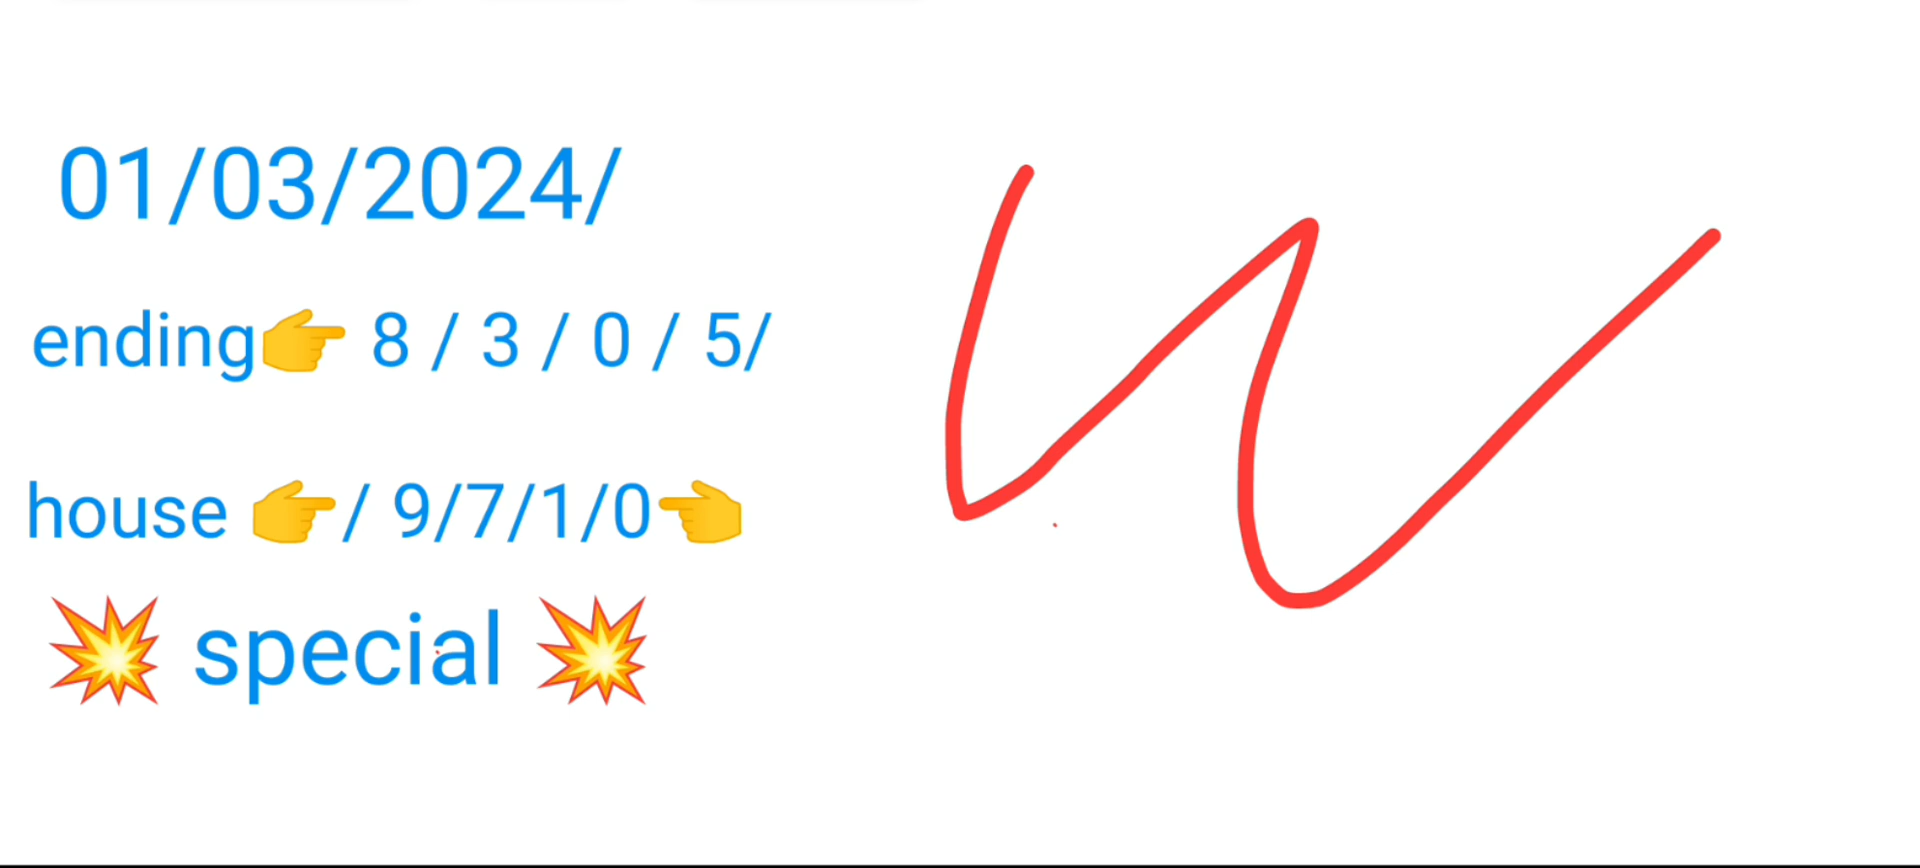 01/03/2024/
ending👉 8 / 3 / 0 / 5/
house 👉/ 9/7/1/0👈
💥 special 💥